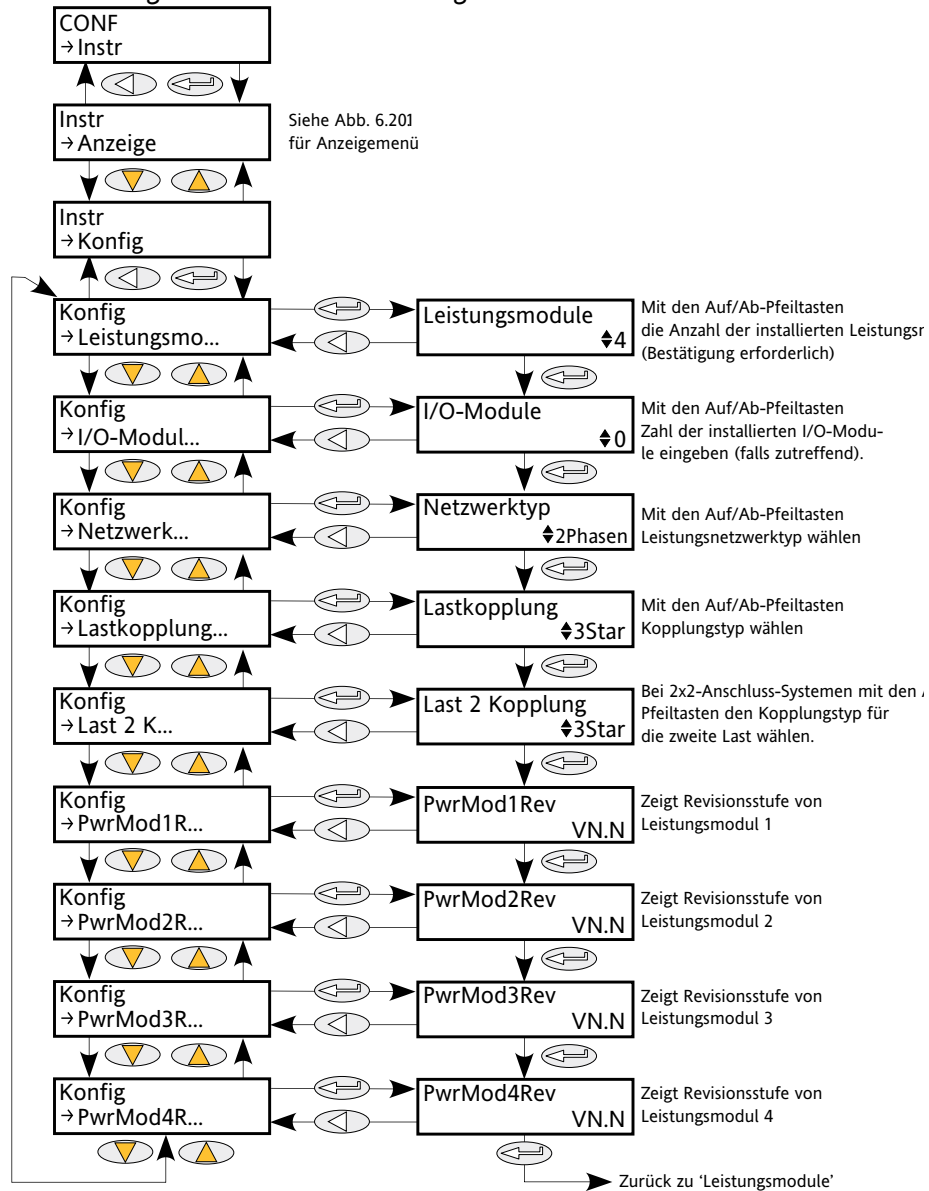 CONF
→Instr
Instr
→Anzeige
Siehe Abb. 6.201
für Anzeigemenü
Instr
→Konfig
Konfig
→Leistungsmo...
Leistungsmodule
4
Mit den Auf/Ab-Pfeiltasten
die Anzahl der installierten
(Bestätigung erforderlich)
Konfig
→I/O-Modul...
I/O-Module
0
Mit den Auf/Ab-Pfeiltasten
Zahl der installierten I/O-Modu-
le eingeben (falls zutreffend).
Konfig
→Netzwerk...
Netzwerktyp
2Phasen
Mit den Auf/Ab-Pfeiltasten
Leistungsnetzwerktyp wählen
Konfig
→Lastkopplung...
Lastkopplung
3Star
Mit den Auf/Ab-Pfeiltasten
Kopplungstyp wählen
Konfig
→Last 2 K...
Last 2 Kopplung
3Star
Bei 2x2-Anschluss-Systemen mit den
Pfeiltasten den Kopplungstyp für
die zweite Last wählen.
Konfig
→PwrMod1R...
PwrMod1Rev
VN.N
Zeigt Revisionsstufe von
Leistungsmodul 1
Konfig
→PwrMod2R...
PwrMod2Rev
VN.N
Zeigt Revisionsstufe von
Leistungsmodul 2
Konfig
→PwrMod3R...
PwrMod3Rev
VN.N
Zeigt Revisionsstufe von
Leistungsmodul 3
Konfig
→PwrMod4R...
PwrMod4Rev
VN.N
Zeigt Revisionsstufe von
Leistungsmodul 4
Zurück zu 'Leistungsmodule'